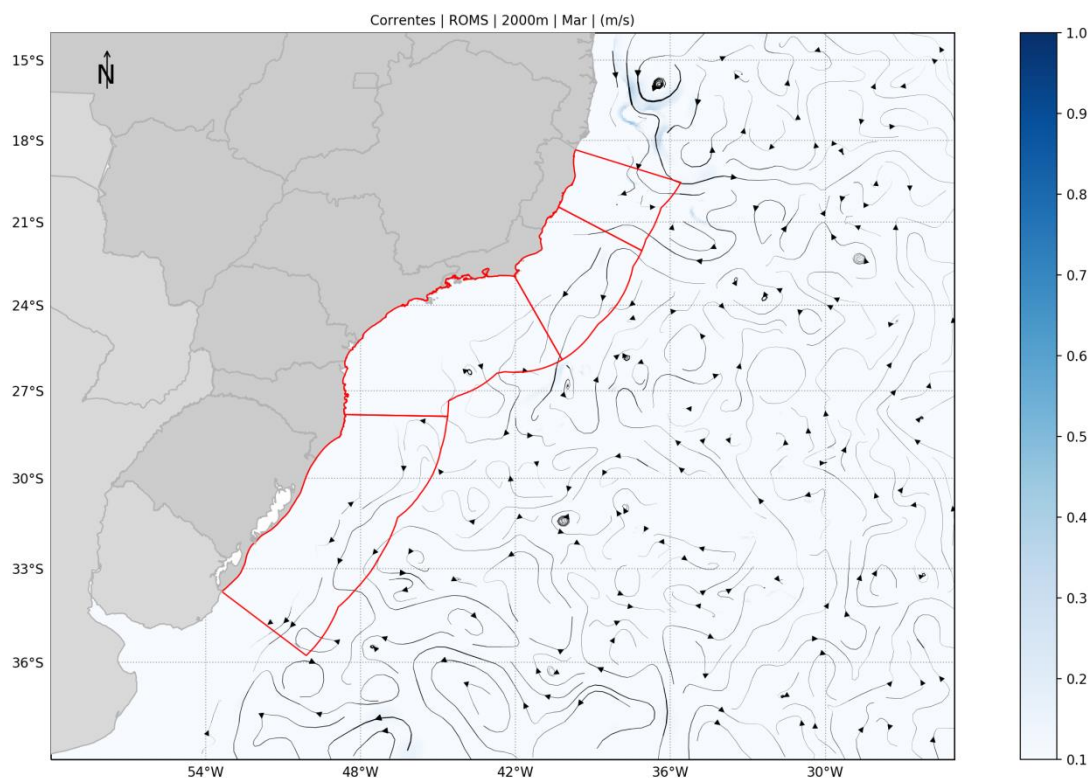 Correntes | ROMS | 2000m | Mar | (m/s)
N
15°S
18°S
21°S
24°S
27°S
30°S
33°S
36°S
54°W
48°W
42°W
36°W
30°W
1.0
0.9
0.8
0.7
0.6
0.5
0.4
0.3
0.2
0.1